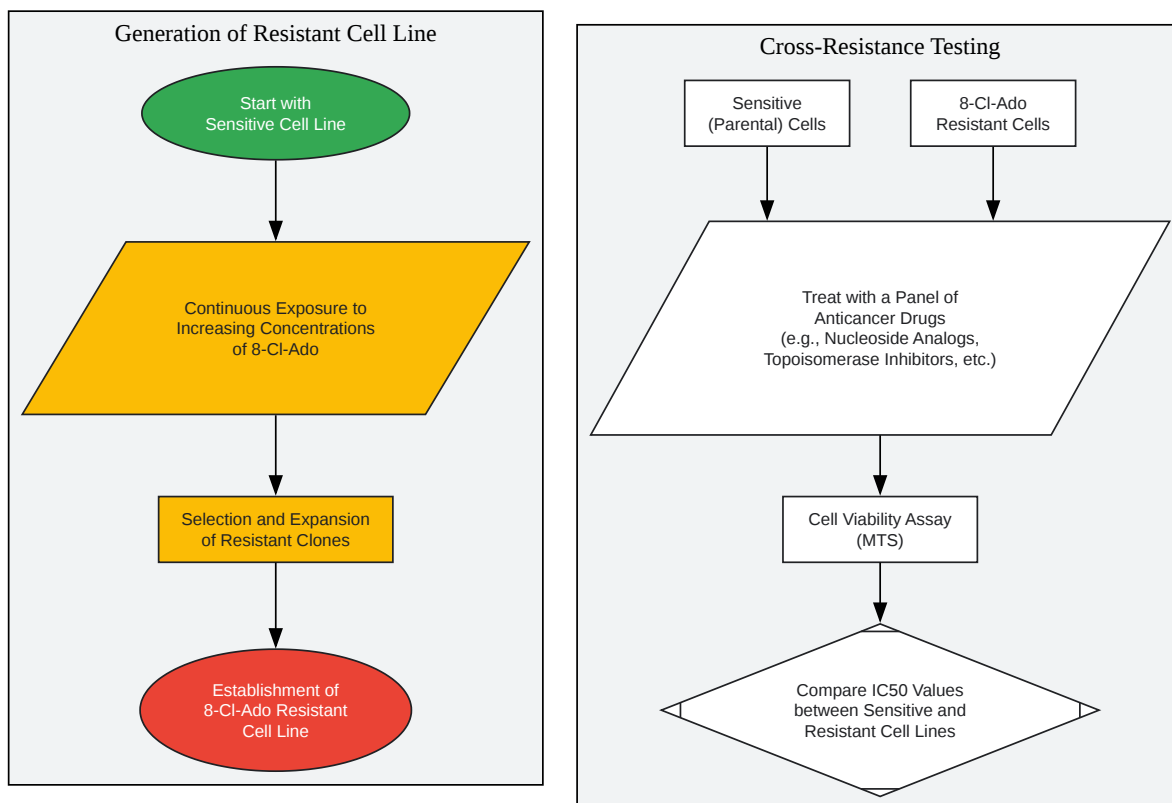 Generation of Resistant Cell Line
Start with
Sensitive Cell Line
Continuous Exposure to
Increasing Concentrations
of 8-Cl-Ado
Selection and Expansion
of Resistant Clones
Establishment of
8-Cl-Ado Resistant
Cell Line
Cross-Resistance Testing
Sensitive
(Parental) Cells
8-Cl-Ado
Resistant Cells
Treat with a Panel of
Anticancer Drugs
(e.g., Nucleoside Analogs,
Topoisomerase Inhibitors, etc.)
Cell Viability Assay
(MTS)
Compare IC50 Values
between Sensitive and
Resistant Cell Lines